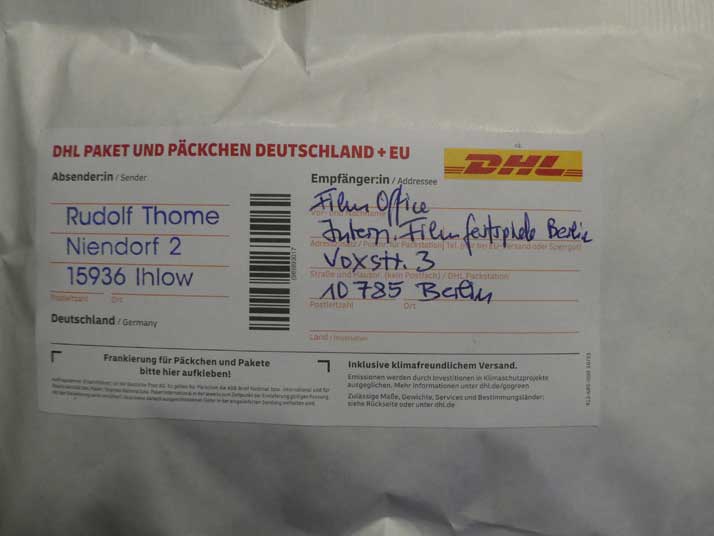 DHL PAKET UND PÄCKCHEN DEUTSCHLAND + EU
DHL
Absender:in / Sender
Rudolf Thome
Niendorf 2
15936 Ihlow
Postleitzahl Ort
Deutschland / Germany
Empfänger:in / Addressee
Film Office
Intern. Filmfestspiele Berlin
Voxstr. 3
Straße und Hausnr. (kein Postfach) / DHL Packstation
10785 Berlin
Postleitzahl Ort
Land / Destination
Frankierung für Päckchen und Pakete
bitte hier aufkleben!
Inklusive klimafreundlichem Versand.
Emissionen werden durch Investitionen in Klimaschutzprojekte
ausgeglichen. Mehr Informationen unter dhl.de/gogreen
Zulässige Maße, Gewichte, Services und Bestimmungsländer:
siehe Rückseite oder unter dhl.de